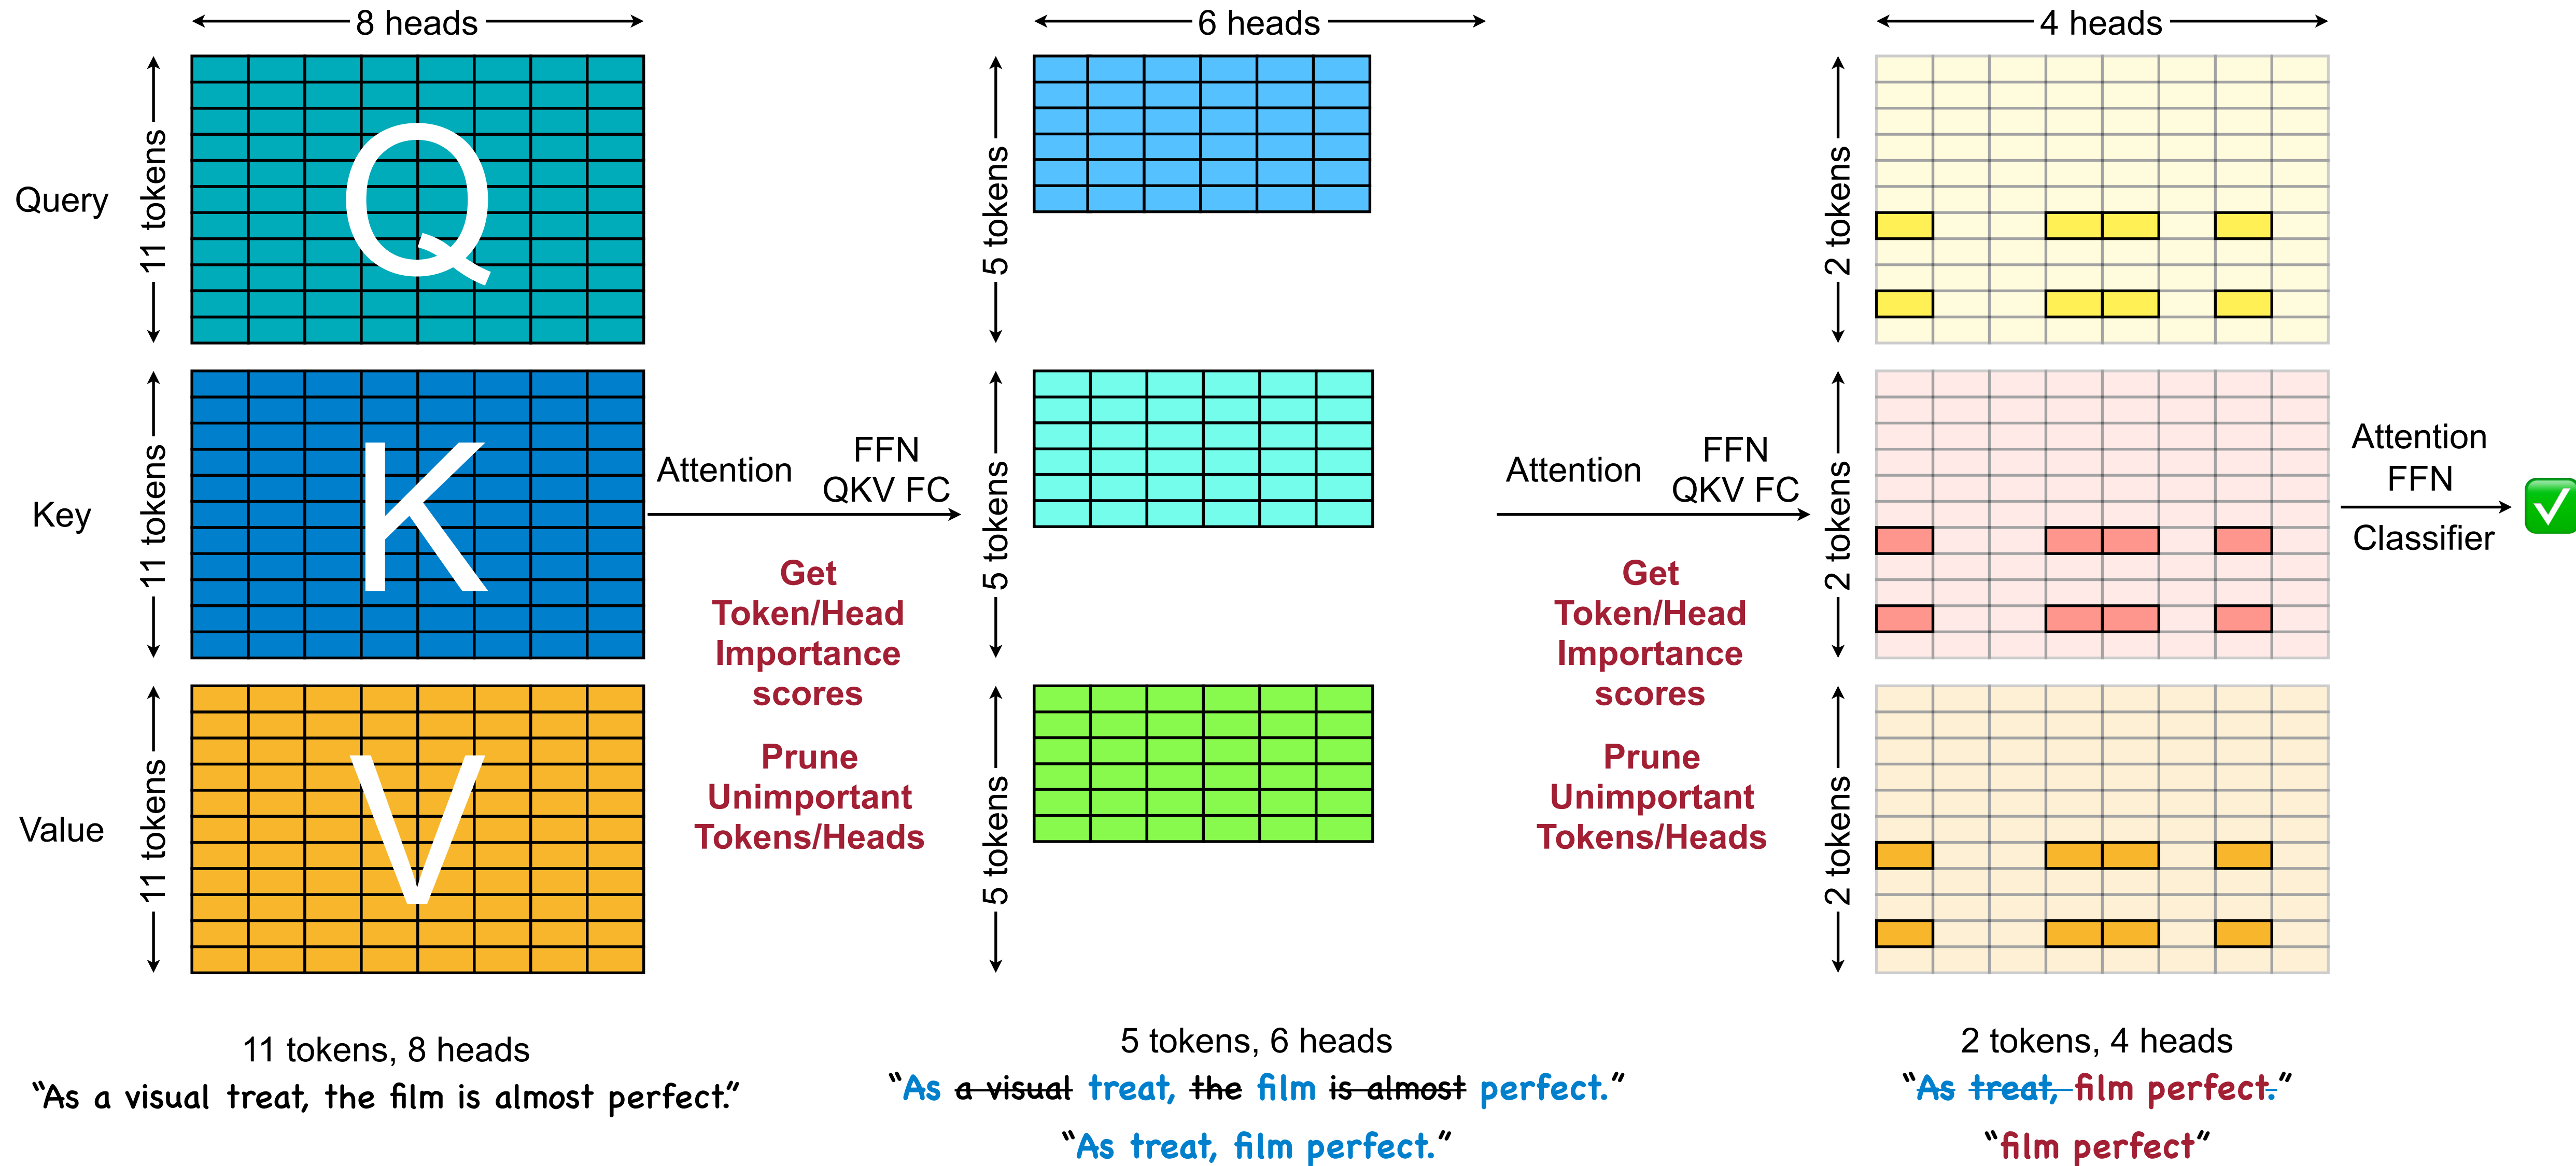 8 heads
6 heads
4 heads
Query
11 tokens
Q
5 tokens
2 tokens
Key
11 tokens
K
Attention
FFN
QKV FC
Get
Token/Head
Importance
scores
Prune
Unimportant
Tokens/Heads
5 tokens
Attention
FFN
QKV FC
Get
Token/Head
Importance
scores
Prune
Unimportant
Tokens/Heads
2 tokens
Attention
FFN
Classifier
Value
11 tokens
V
5 tokens
2 tokens
11 tokens, 8 heads
“As a visual treat, the film is almost perfect.”
5 tokens, 6 heads
“As a visual treat, the film is almost perfect.”
“As treat, film perfect.”
2 tokens, 4 heads
“As treat, film perfect.”
“film perfect”